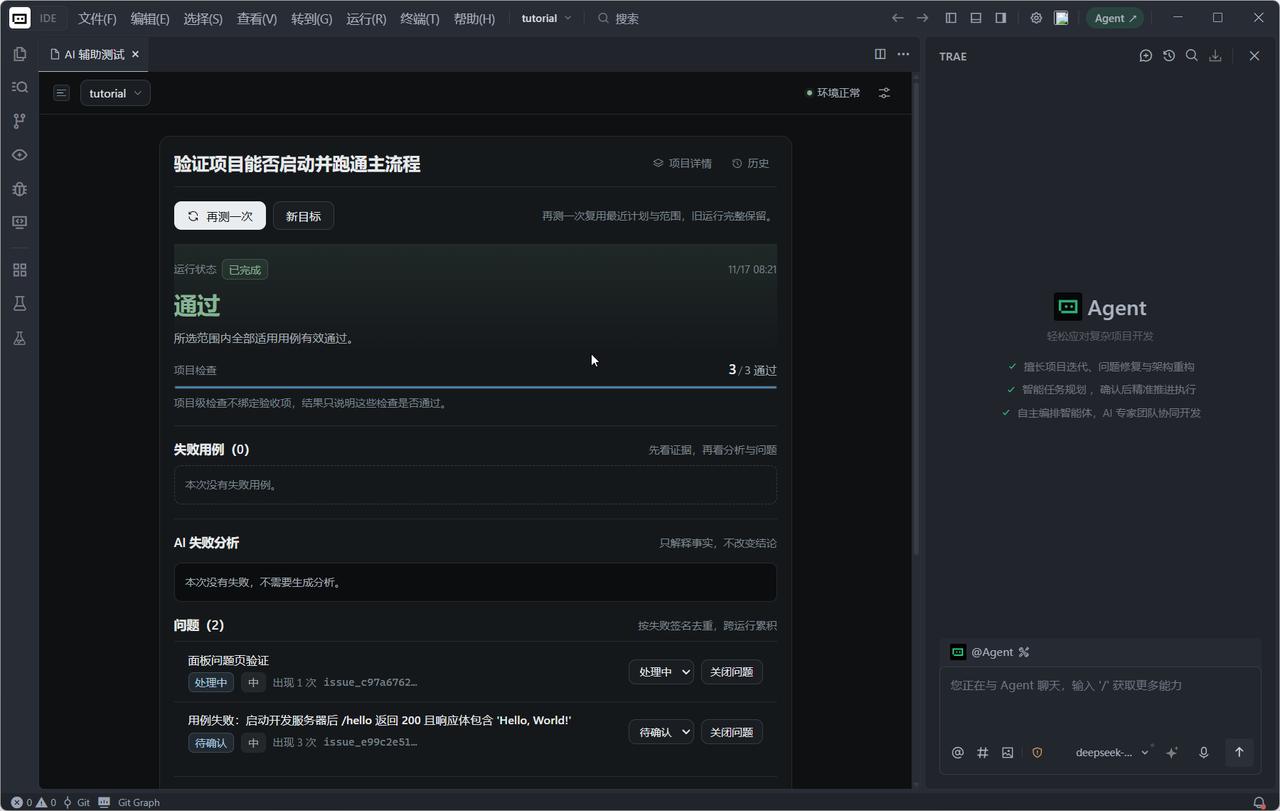 IDE 文件(F) 编辑(E) 选择(S) 查看(V) 转到(G) 运行(R) 终端(T) 帮助(H) tutorial 搜索 Agent
AI 辅助测试
TRAE
tutorial
环境正常
验证项目能否启动并跑通主流程
项目详情 历史
再测一次 新目标 再测一次复用最近计划与范围，旧运行完整保留。
运行状态 已完成 11/17 08:21
通过
所选范围内全部适用用例有效通过。
项目检查 3 / 3 通过
项目级检查不绑定验收项，结果只说明这些检查是否通过。
失败用例（0） 先看证据，再看分析与问题
本次没有失败用例。
AI 失败分析 只解释事实，不改变结论
本次没有失败，不需要生成分析。
问题（2） 按失败签名去重，跨运行累积
面板问题页验证
处理中 中 出现 1 次 issue_c97a6762…
处理中 关闭问题
用例失败：启动开发服务器后 /hello 返回 200 且响应体包含 'Hello, World!'
待确认 中 出现 3 次 issue_e99c2e51…
待确认 关闭问题
Agent
轻松应对复杂项目开发
擅长项目迭代、问题修复与架构重构
智能任务规划，确认后精准推进执行
自主编排智能体，AI 专家团队协同开发
@Agent
您正在与 Agent 聊天，输入 '/' 获取更多能力
deepseek-...
0 0 Git Git Graph